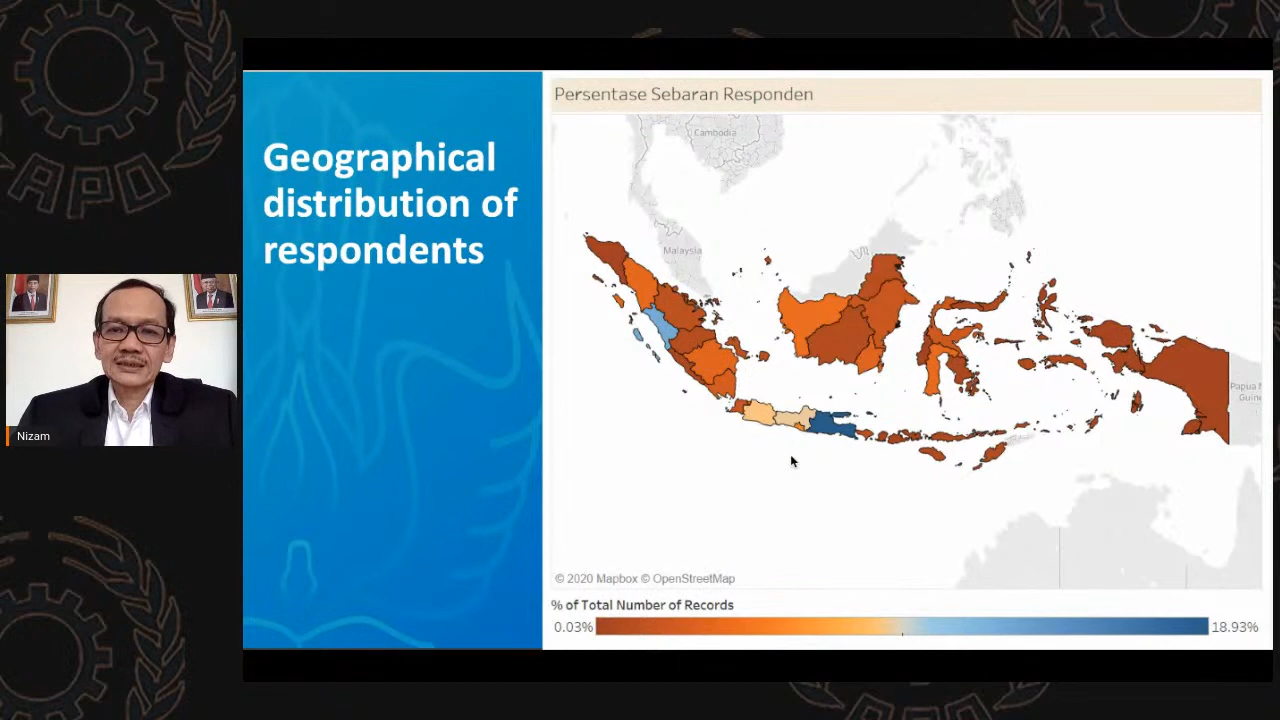 Geographical
distribution of
respondents
Persentase Sebaran Responden
Cambodia
Malaysia
Papua N
Guine
© 2020 Mapbox © OpenStreetMap
% of Total Number of Records
0.03%
18.93%
Nizam
APO